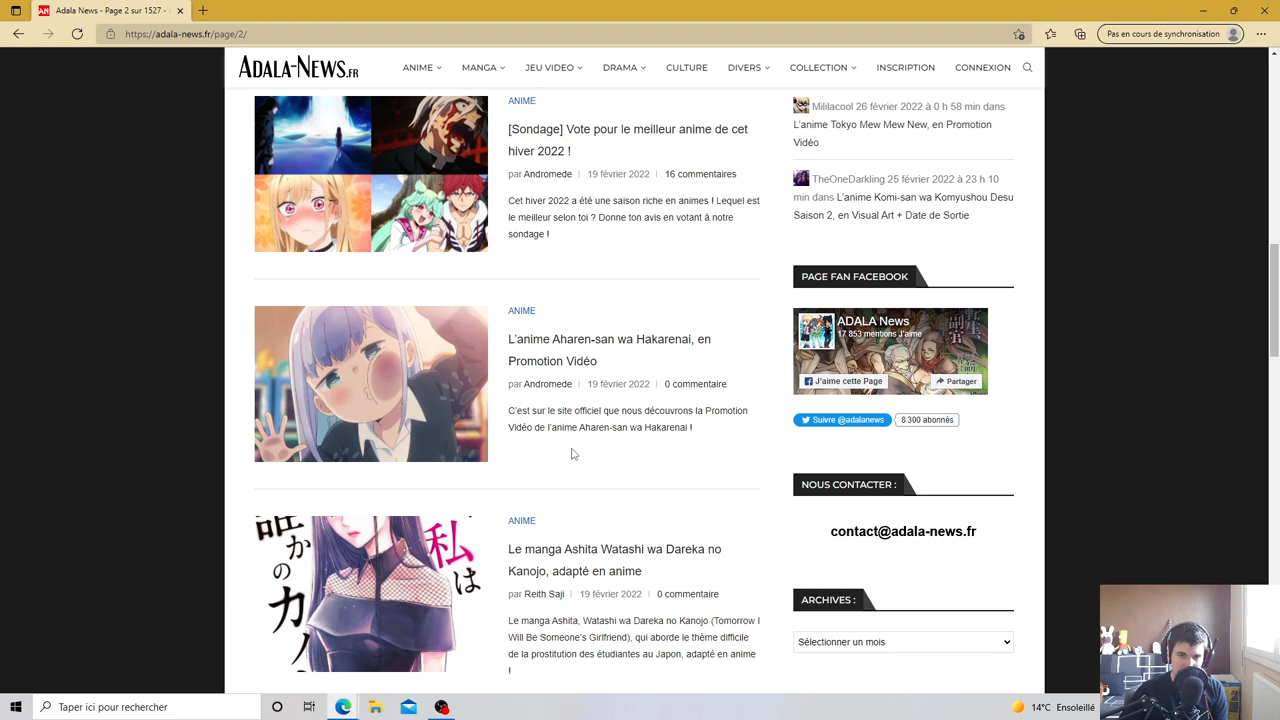 Adala News - Page 2 sur 1527 -
https://adala-news.fr/page/2/
Pas en cours de synchronisation
ADALA-NEWS.FR
ANIME
MANGA
JEU VIDEO
DRAMA
CULTURE
DIVERS
COLLECTION
INSCRIPTION
CONNEXION
ANIME
[Sondage] Vote pour le meilleur anime de cet
hiver 2022 !
par Andromede
19 février 2022
16 commentaires
Cet hiver 2022 a été une saison riche en animes ! Lequel est
le meilleur selon toi ? Donne ton avis en votant à notre
sondage !
ANIME
L'anime Aharen-san wa Hakarenai, en
Promotion Vidéo
par Andromede
19 février 2022
0 commentaire
C'est sur le site officiel que nous découvrons la Promotion
Vidéo de l'anime Aharen-san wa Hakarenai !
誰かのカノ
私は
ANIME
Le manga Ashita Watashi wa Dareka no
Kanojo, adapté en anime
par Reith Saji
19 février 2022
0 commentaire
Le manga Ashita, Watashi wa Dareka no Kanojo (Tomorrow I
Will Be Someone's Girlfriend), qui aborde le thème difficile
de la prostitution des étudiantes au Japon, adapté en anime
!
Mililacool 26 février 2022 à 0 h 58 min dans
L'anime Tokyo Mew Mew New, en Promotion
Vidéo
TheOneDarkling 25 février 2022 à 23 h 10
min dans L'anime Komi-san wa Komyushou Desu
Saison 2, en Visual Art + Date de Sortie
PAGE FAN FACEBOOK
ADALA News
17 853 mentions J'aime
J'aime cette Page
Partager
Suivre @adalanews
8 300 abonnés
NOUS CONTACTER :
contact@adala-news.fr
ARCHIVES :
Sélectionner un mois
Taper ici pour rechercher
14°C Ensoleillé